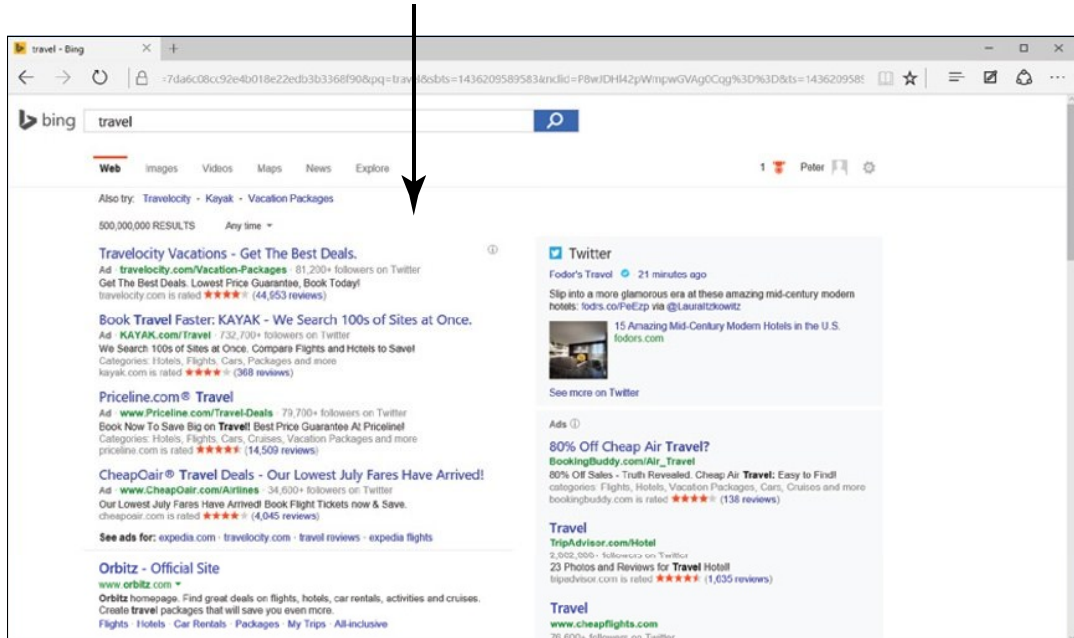 travel - Bing
=7da6c08cc92e4b018e22edb3b3368f90&pq=travel&sbts=1436209589583&mclid=P8wJDHl42pWmpwGVAg0Cqg%3D%3D&ts=143620958
bing
travel
Web Images Videos Maps News Explore
1 Peter
Also try: Travelocity - Kayak - Vacation Packages
500,000,000 RESULTS Any time
Travelocity Vacations - Get The Best Deals.
Ad · travelocity.com/Vacation-Packages · 81,200+ followers on Twitter
Get The Best Deals. Lowest Price Guarantee, Book Today!
travelocity.com is rated ★★★★☆ (44,953 reviews)
Book Travel Faster: KAYAK - We Search 100s of Sites at Once.
Ad · KAYAK.com/Travel · 732,700+ followers on Twitter
We Search 100s of Sites at Once. Compare Flights and Hotels to Save!
Categories: Hotels, Flights, Cars, Packages and more
kayak.com is rated ★★★★☆ (368 reviews)
Priceline.com® Travel
Ad · www.Priceline.com/Travel-Deals · 79,700+ followers on Twitter
Book Now To Save Big on Travel! Best Price Guarantee At Priceline!
Categories: Hotels, Flights, Cars, Cruises, Vacation Packages and more
priceline.com is rated ★★★★★ (14,509 reviews)
CheapOair® Travel Deals - Our Lowest July Fares Have Arrived!
Ad · www.CheapOair.com/Airlines · 34,600+ followers on Twitter
Our Lowest July Fares Have Arrived! Book Flight Tickets now & Save.
cheapoair.com is rated ★★★★☆ (4,045 reviews)
See ads for: expedia.com · travelocity.com · travel reviews · expedia flights
Orbitz - Official Site
www.orbitz.com
Orbitz homepage. Find great deals on flights, hotels, car rentals, activities and cruises.
Create travel packages that will save you even more.
Flights · Hotels · Car Rentals · Packages · My Trips · All-inclusive
Twitter
Fodor's Travel 21 minutes ago
Slip into a more glamorous era at these amazing mid-century modern
hotels: fodrs.co/PeEzp via @LauraItzkowitz
15 Amazing Mid-Century Modern Hotels in the U.S.
fodors.com
See more on Twitter
Ads
80% Off Cheap Air Travel?
BookingBuddy.com/Air_Travel
80% Off Sales - Truth Revealed. Cheap Air Travel: Easy to Find!
categories: Flights, Hotels, Vacation Packages, Cars, Cruises and more
bookingbuddy.com is rated ★★★★☆ (138 reviews)
Travel
TripAdvisor.com/Hotel
2,002,000+ followers on Twitter
23 Photos and Reviews for Travel Hotel!
tripadvisor.com is rated ★★★★★ (1,635 reviews)
Travel
www.cheapflights.com
76,600+ followers on Twitter